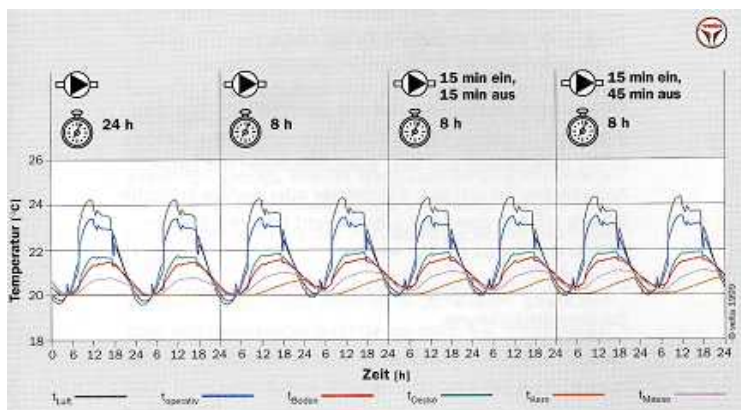 velta
24 h
8 h
15 min ein,
15 min aus
8 h
15 min ein,
45 min aus
8 h
Temperatur (°C)
26
24
22
20
18
0 6 12 18 24 6 12 18 24 6 12 18 24 6 12 18 24 6 12 18 24 6 12 18 24 6 12 18 24 6 12 18 24
Zeit [h]
tLuft toperativ tBoden tDecke tKern tMasse
© velta 1999